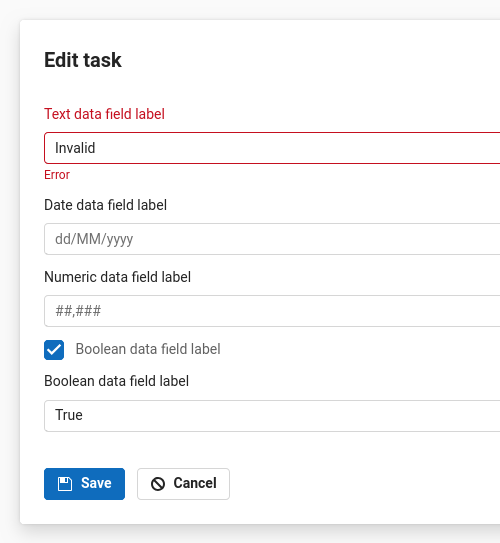 Edit task
Text data field label
Invalid
Error
Date data field label
dd/MM/yyyy
Numeric data field label
##,###
Boolean data field label
Boolean data field label
True
Save Cancel